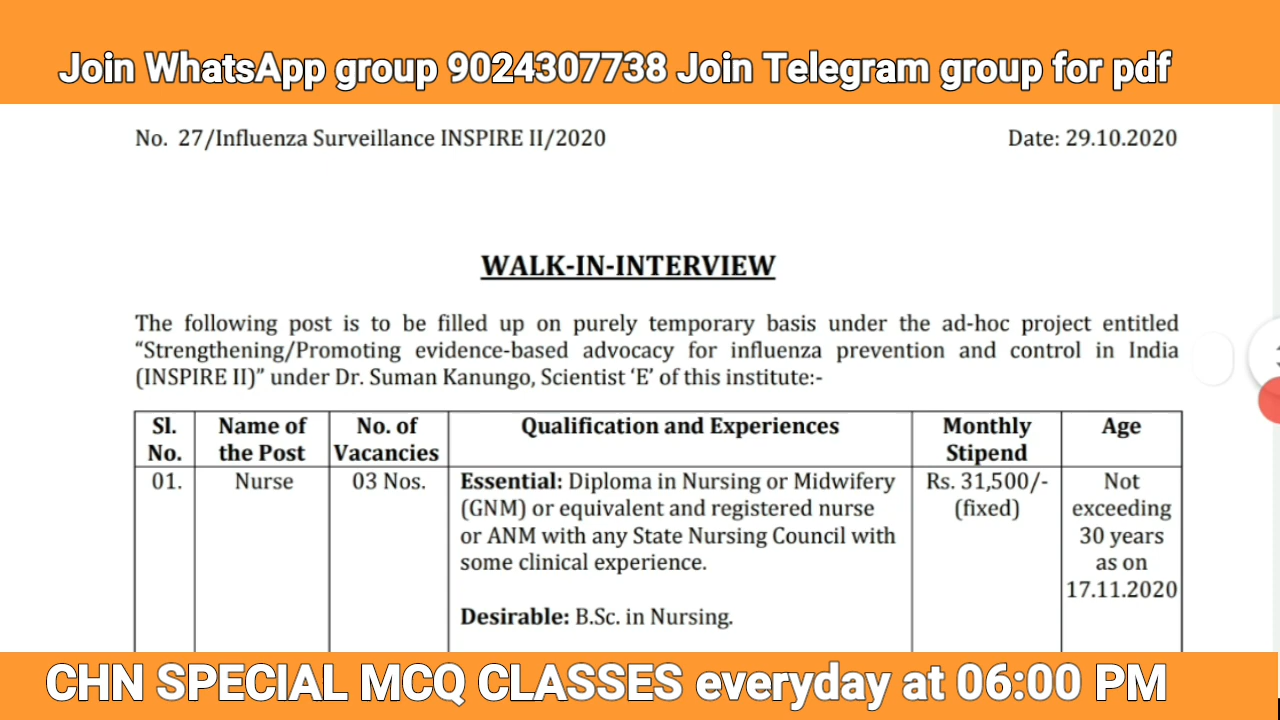 Join WhatsApp group 9024307738 Join Telegram group for pdf
No. 27/Influenza Surveillance INSPIRE II/2020 Date: 29.10.2020
WALK-IN-INTERVIEW
The following post is to be filled up on purely temporary basis under the ad-hoc project entitled
“Strengthening/Promoting evidence-based advocacy for influenza prevention and control in India
(INSPIRE II)” under Dr. Suman Kanungo, Scientist ‘E’ of this institute:-
Sl. No. Name of the Post No. of Vacancies Qualification and Experiences Monthly Stipend Age
01. Nurse 03 Nos. Essential: Diploma in Nursing or Midwifery Rs. 31,500/- Not
(GNM) or equivalent and registered nurse (fixed) exceeding
or ANM with any State Nursing Council with 30 years
some clinical experience. as on
17.11.2020
Desirable: B.Sc. in Nursing.
CHN SPECIAL MCQ CLASSES everyday at 06:00 PM